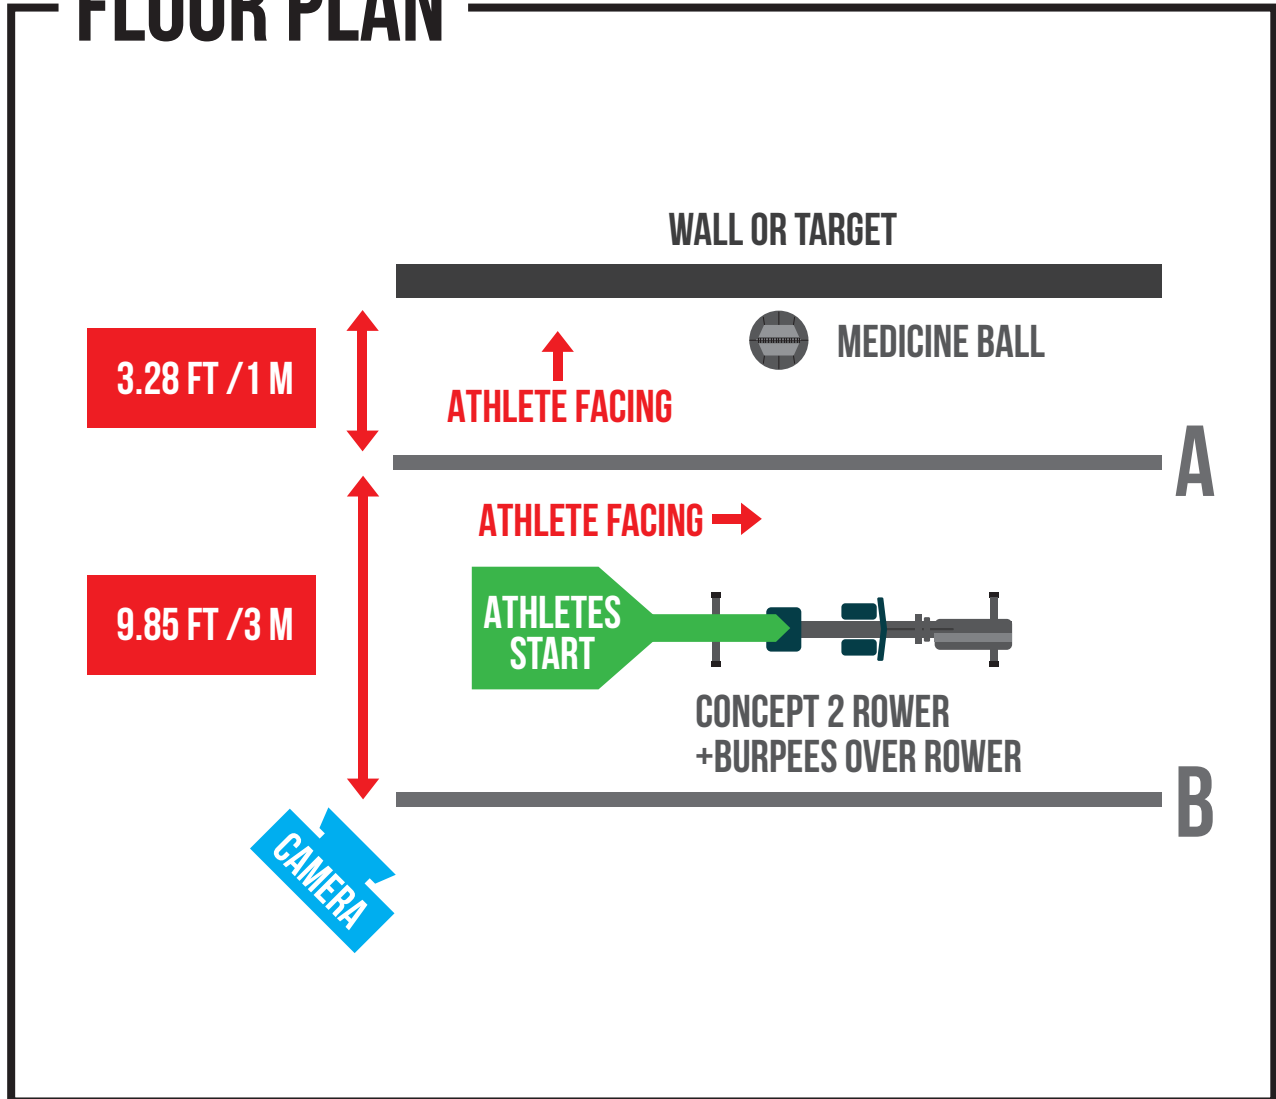 FLOOR PLAN
WALL OR TARGET
3.28 FT / 1 M
MEDICINE BALL
ATHLETE FACING
A
ATHLETE FACING
9.85 FT / 3 M
ATHLETES
START
CONCEPT 2 ROWER
+BURPEES OVER ROWER
B
CAMERA